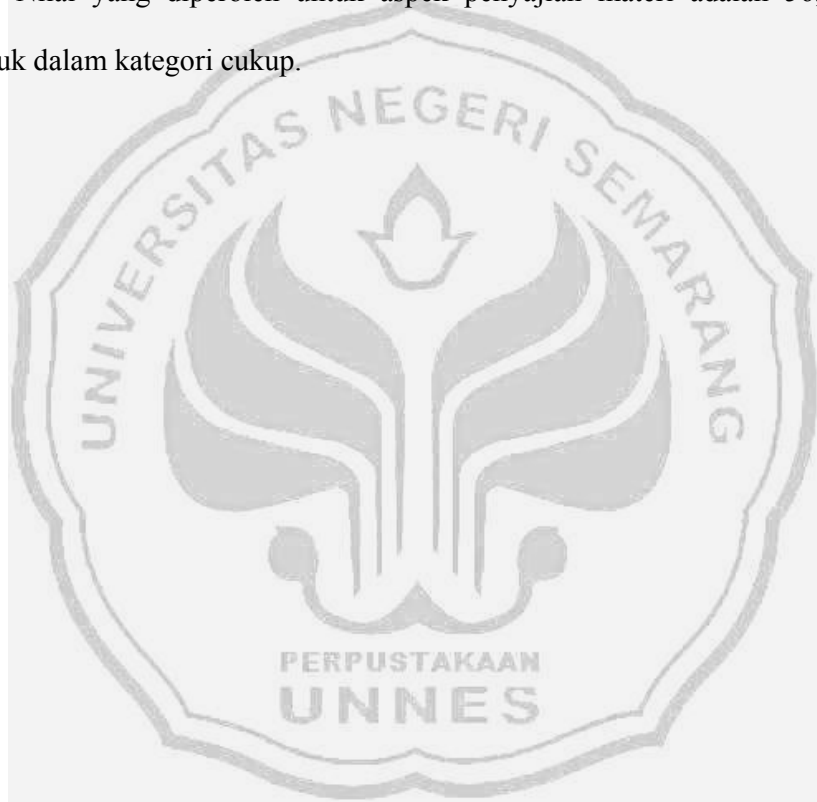 Nilai yang diperoleh untuk aspek penyajian materi adalah
uk dalam kategori cukup.
UNIVERSITAS NEGERI SEMARANG
PERPUSTAKAAN
UNNES